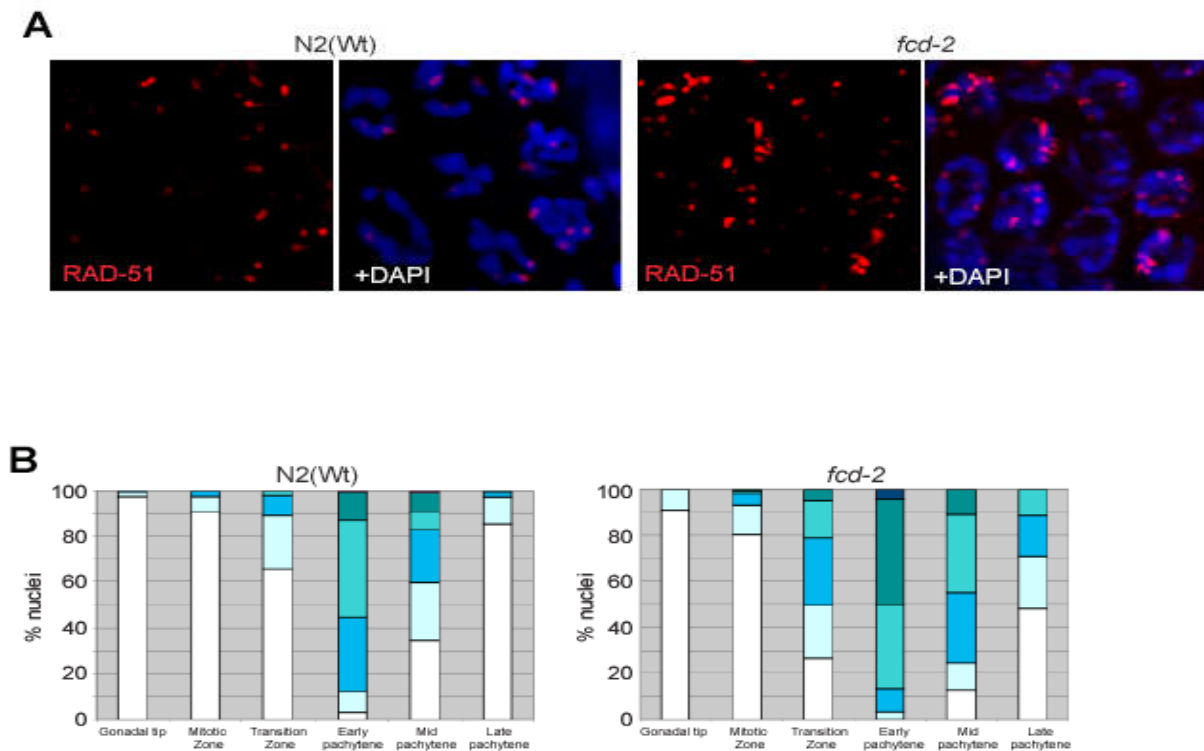 A
N2(Wt)
fcd-2
RAD-51
+DAPI
RAD-51
+DAPI
B
N2(Wt)
fcd-2
% nuclei
100
80
60
40
20
0
Gonadal tip
Mitotic
Zone
Transition
Zone
Early
pachytene
Mid
pachytene
Late
pachytene
% nuclei
100
80
60
40
20
0
Gonadal tip
Mitotic
Zone
Transition
Zone
Early
pachytene
Mid
pachytene
Late
pachytene